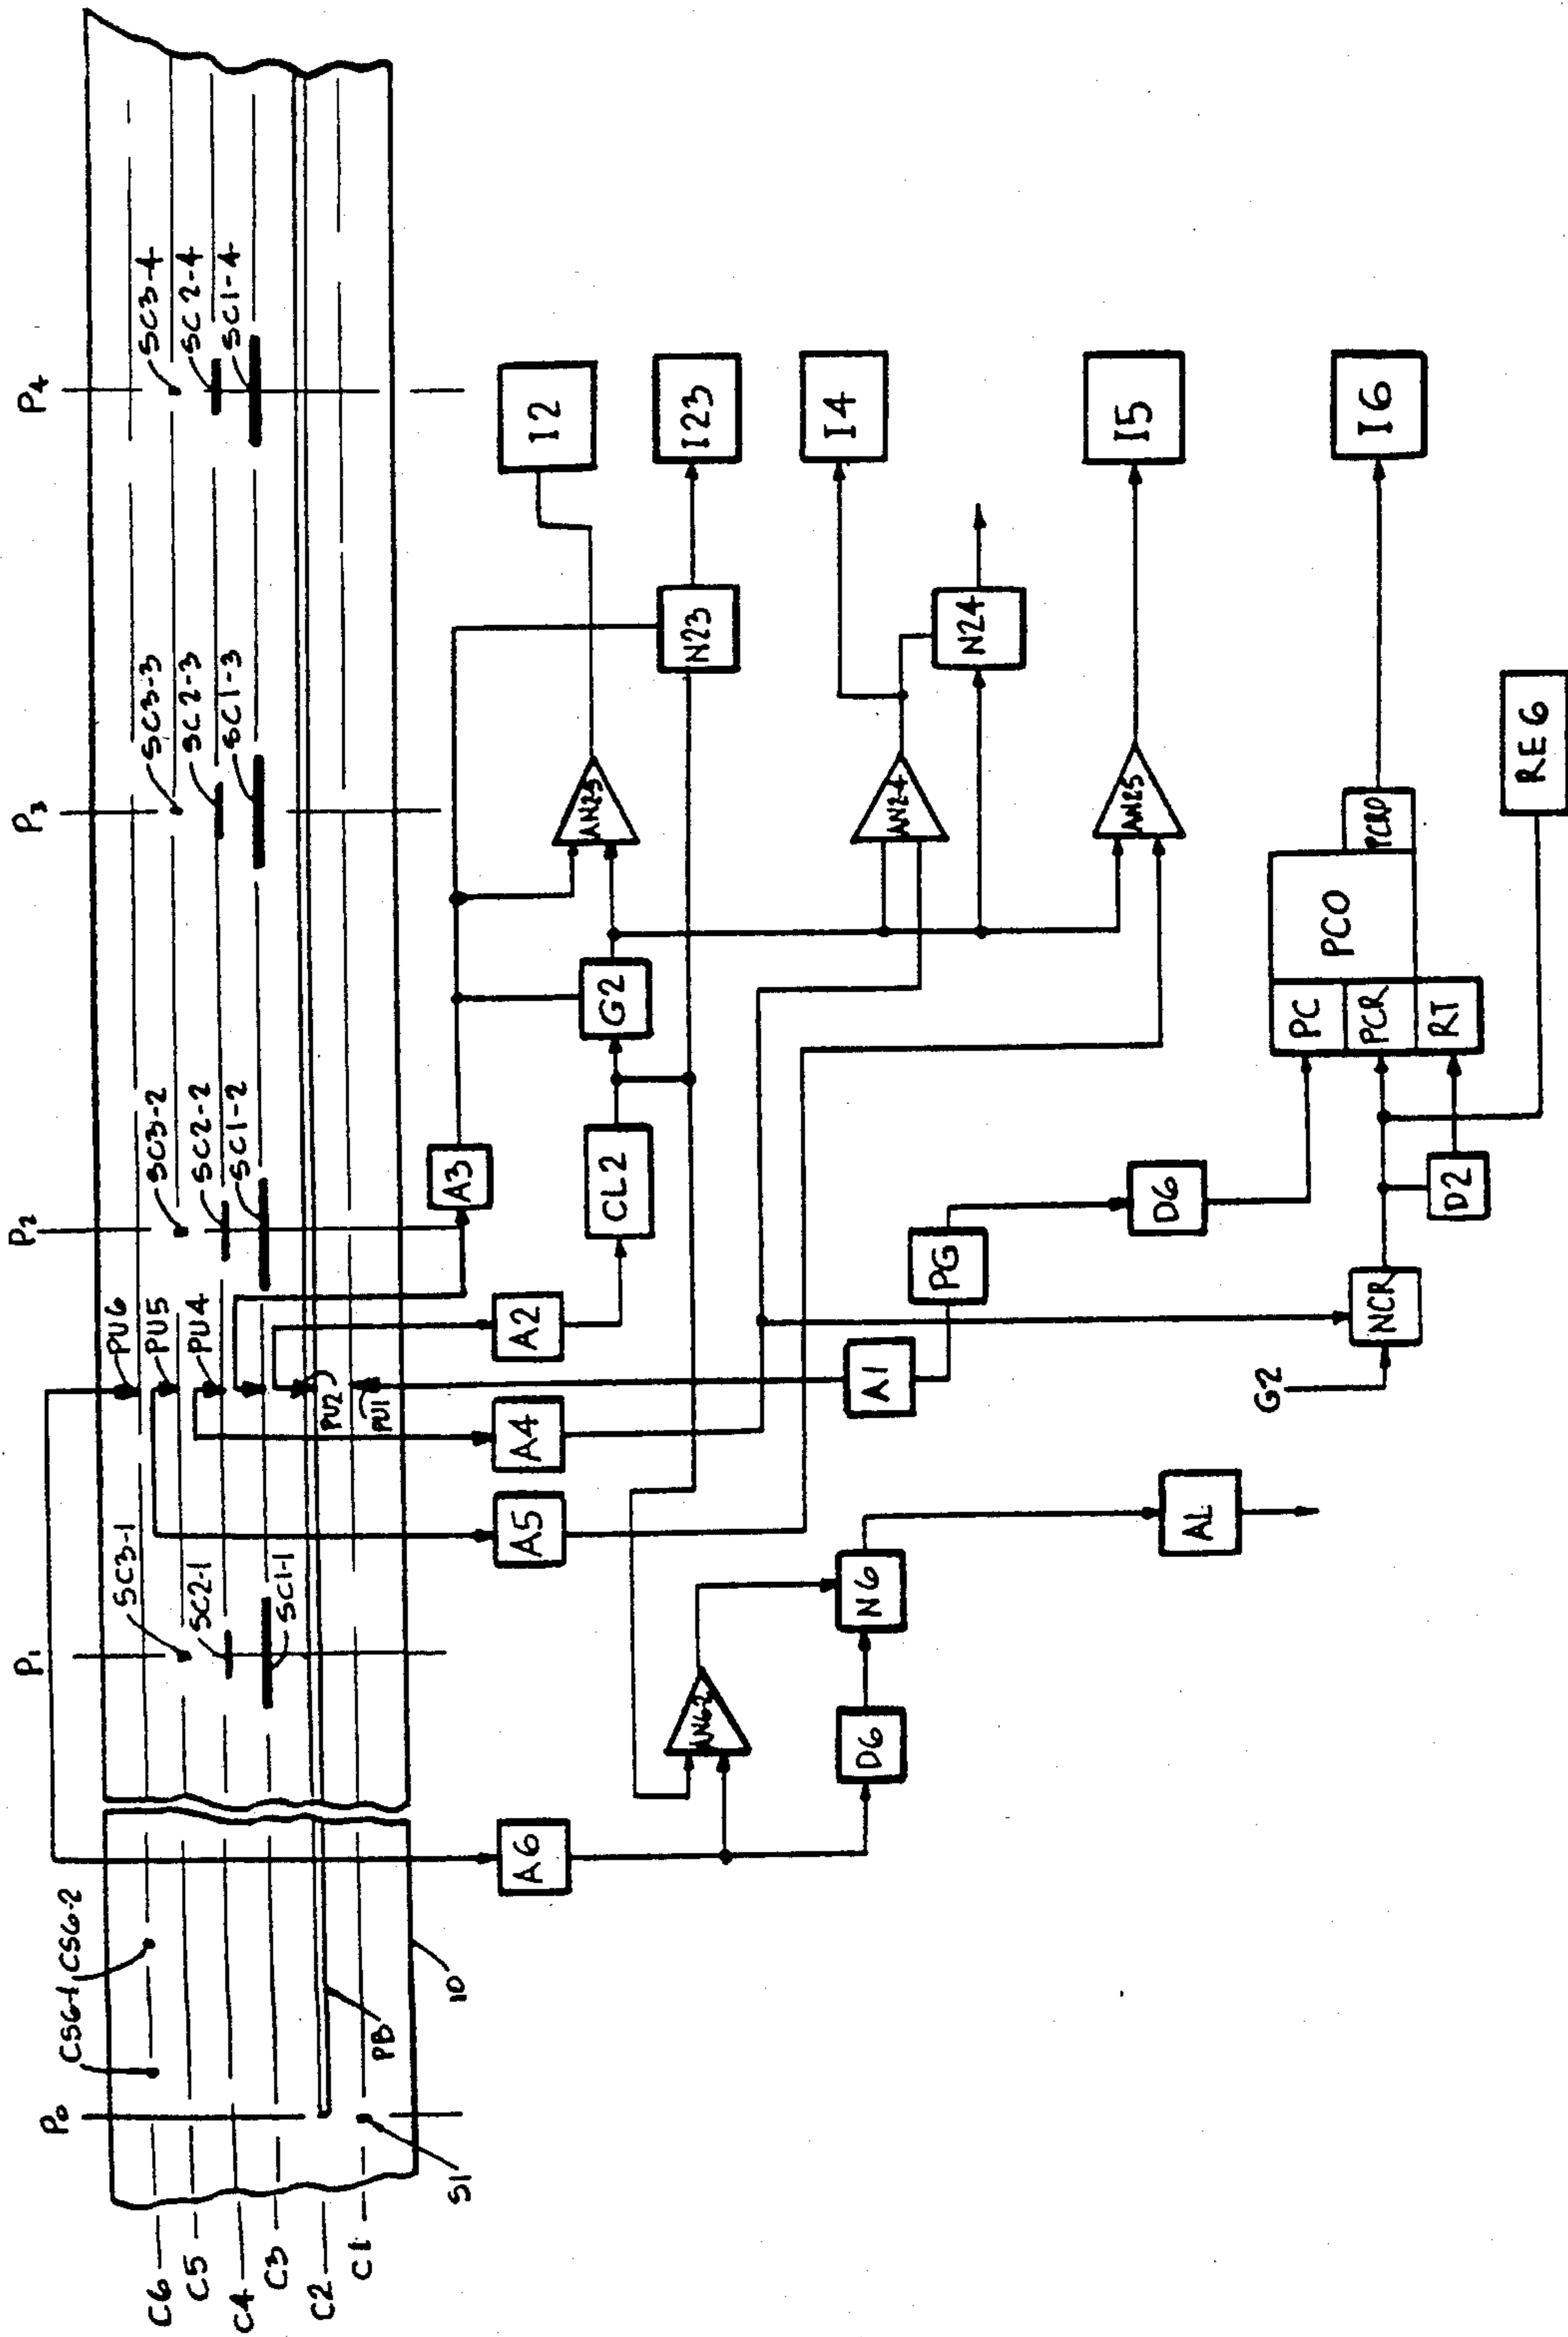 P0
P1
P2
P3
P4
CS6-1, CS6-2
SC3-1
SC2-1
SC1-1
PU6
PU5
PU4
PU2
PU1
SC3-2
SC2-2
SC1-2
SC3-3
SC2-3
SC1-3
SC3-4
SC2-4
SC1-4
C6
C5
C4
C3
C2
C1
S1
PB
10
A6
A5
A4
A2
A3
CL2
G2
AN23
I2
N23
I23
AN62
D6
N6
AL
A1
PG
D6
AN24
N24
I4
AN25
I5
G2
NCR
D2
PC
PCR
RT
PCO
PCRO
I6
RE6